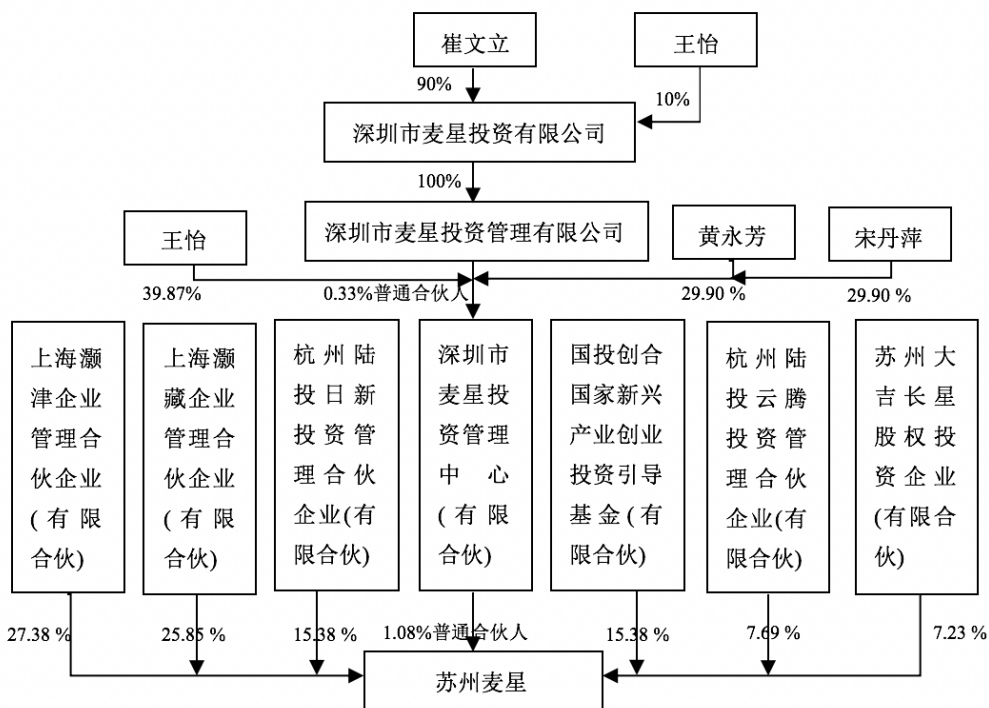 崔文立
王怡
90%
10%
深圳市麦星投资有限公司
100%
深圳市麦星投资管理有限公司
王怡
黄永芳
宋丹萍
39.87%
0.33%普通合伙人
29.90 %
29.90 %
上海灏
津企业
管理合
伙企业
(有限
合伙)
上海灏
藏企业
管理合
伙企业
(有限
合伙)
杭州陆
投日新
投资管
理合伙
企业(有
限合伙)
深圳市
麦星投
资管理
中心
(有限
合伙)
国投创合
国家新兴
产业创业
投资引导
基金(有
限合伙)
杭州陆
投云腾
投资管
理合伙
企业(有
限合伙)
苏州大
吉长星
股权投
资企业
(有限合
伙)
27.38 %
25.85 %
15.38 %
1.08%普通合伙人
15.38 %
7.69 %
7.23 %
苏州麦星